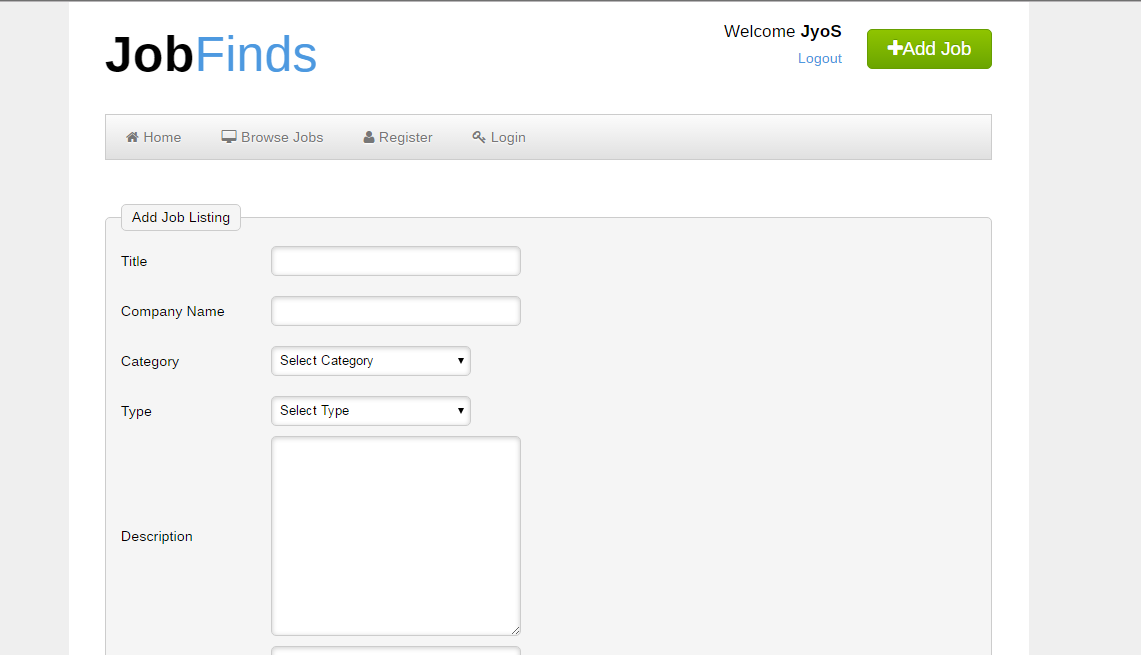 JobFinds
Welcome JyoS
Logout
Add Job
Home Browse Jobs Register Login
Add Job Listing
Title
Company Name
Category Select Category
Type Select Type
Description